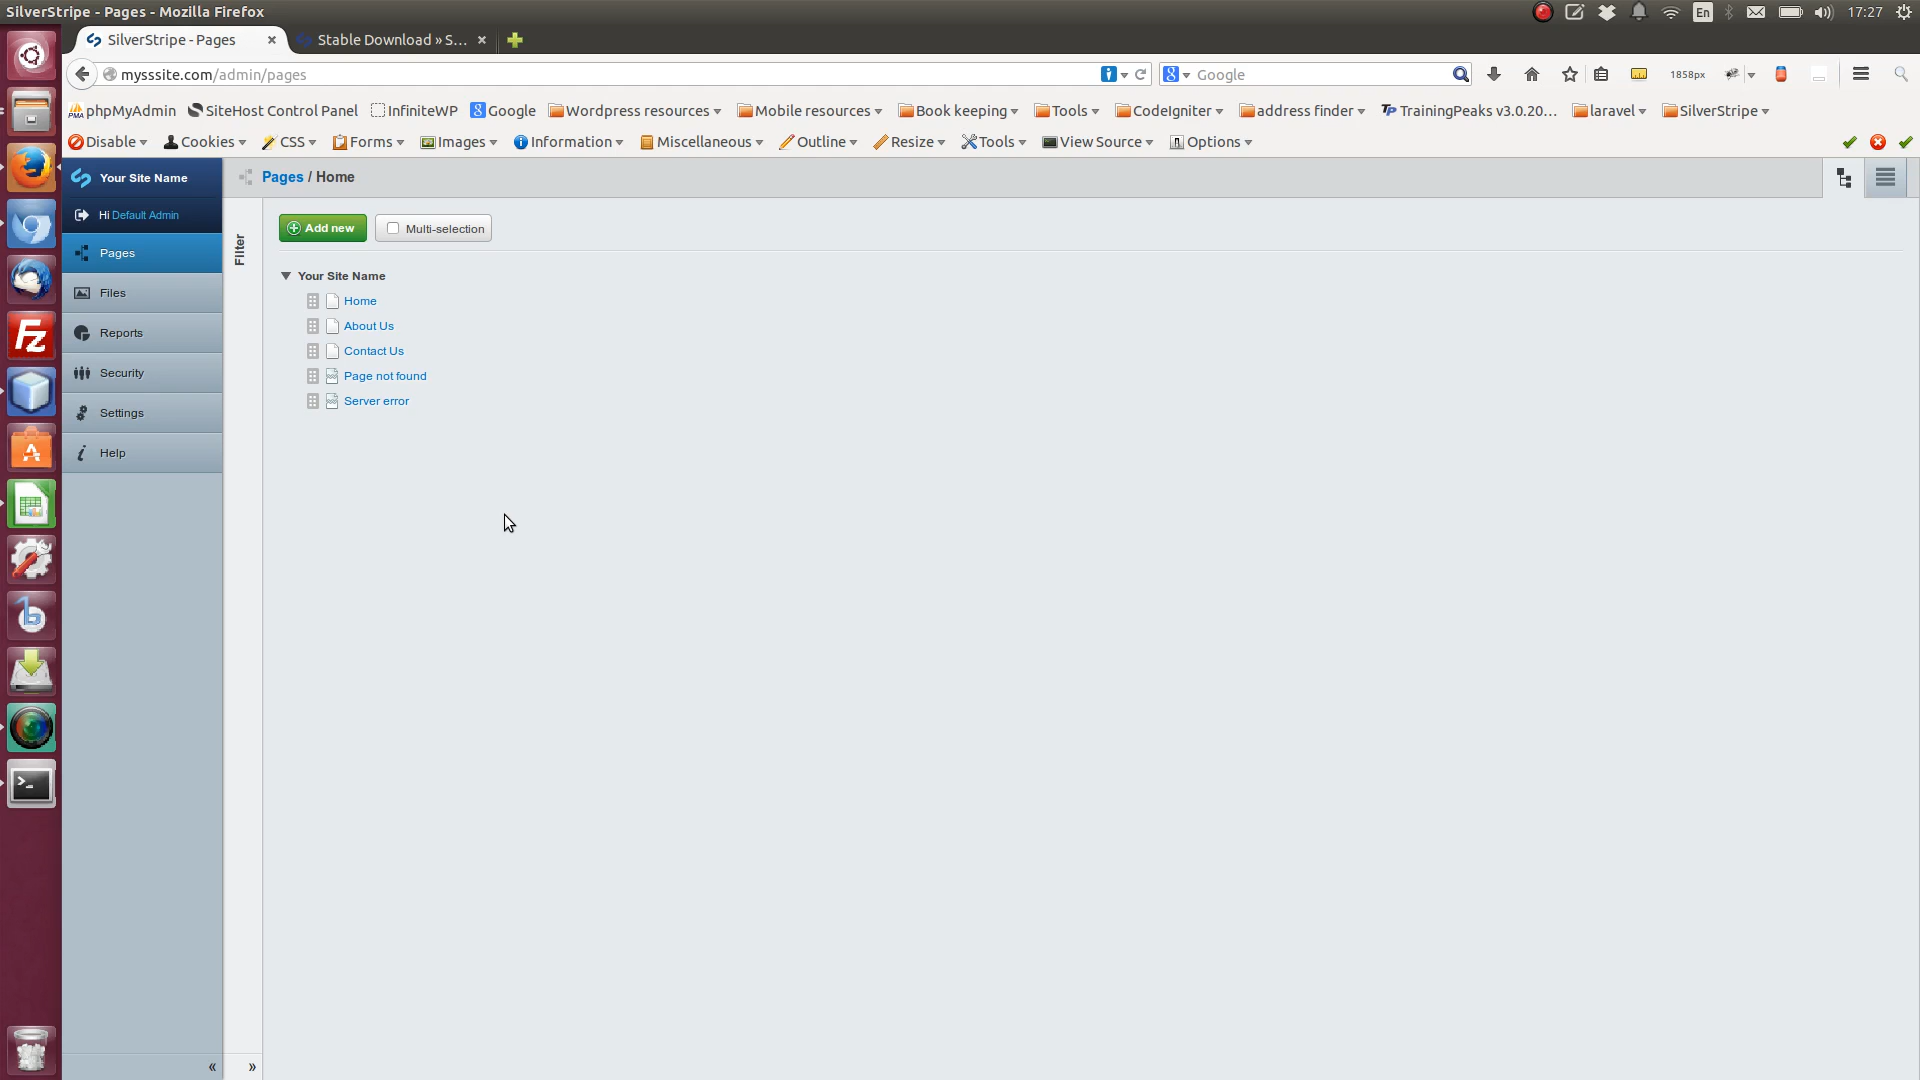 SilverStripe - Pages - Mozilla Firefox
En
17:27
SilverStripe - Pages
Stable Download » S...
mysssite.com/admin/pages
Google
1858px
phpMyAdmin
SiteHost Control Panel
InfiniteWP
Google
Wordpress resources
Mobile resources
Book keeping
Tools
CodeIgniter
address finder
TrainingPeaks v3.0.20...
laravel
SilverStripe
Disable
Cookies
CSS
Forms
Images
Information
Miscellaneous
Outline
Resize
Tools
View Source
Options
Your Site Name
Pages / Home
Hi Default Admin
Add new
Multi-selection
Filter
Pages
Files
Reports
Security
Settings
Help
Your Site Name
Home
About Us
Contact Us
Page not found
Server error
«
»